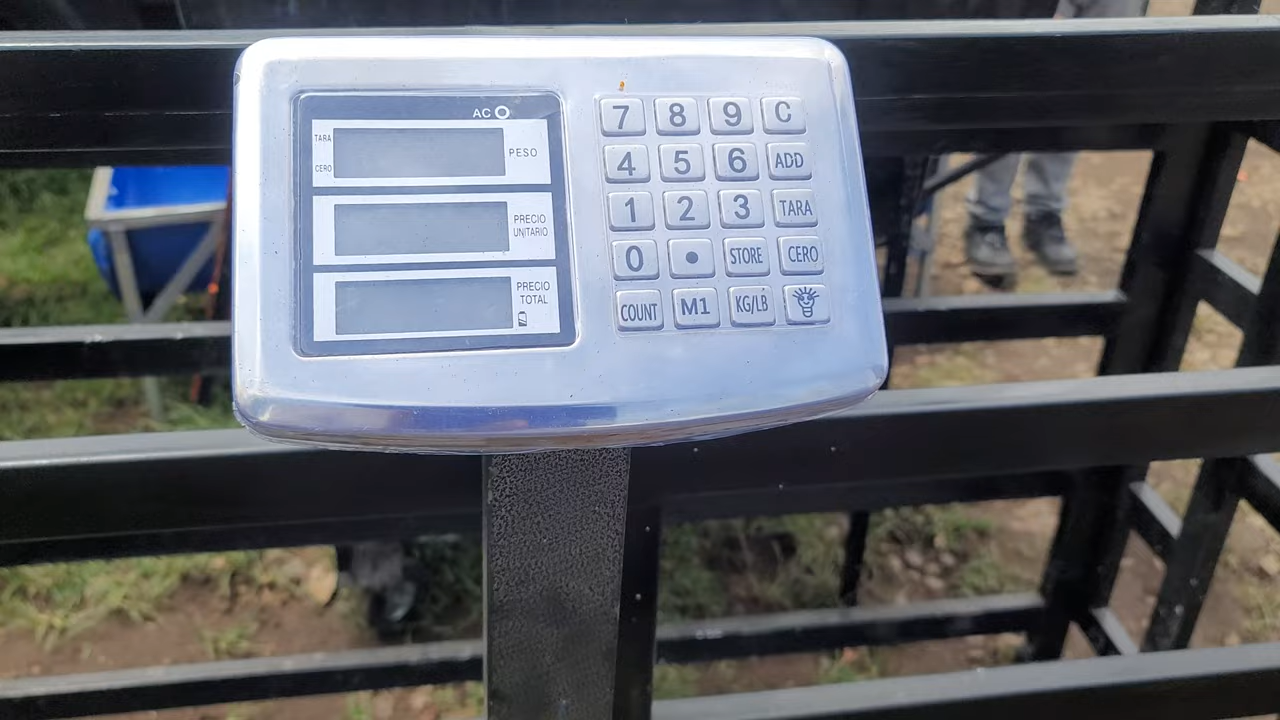 AC
TARA
CERO
PESO
PRECIO
UNITARIO
PRECIO
TOTAL
7 8 9 C
4 5 6 ADD
1 2 3 TARA
0 • STORE CERO
COUNT M1 KG/LB